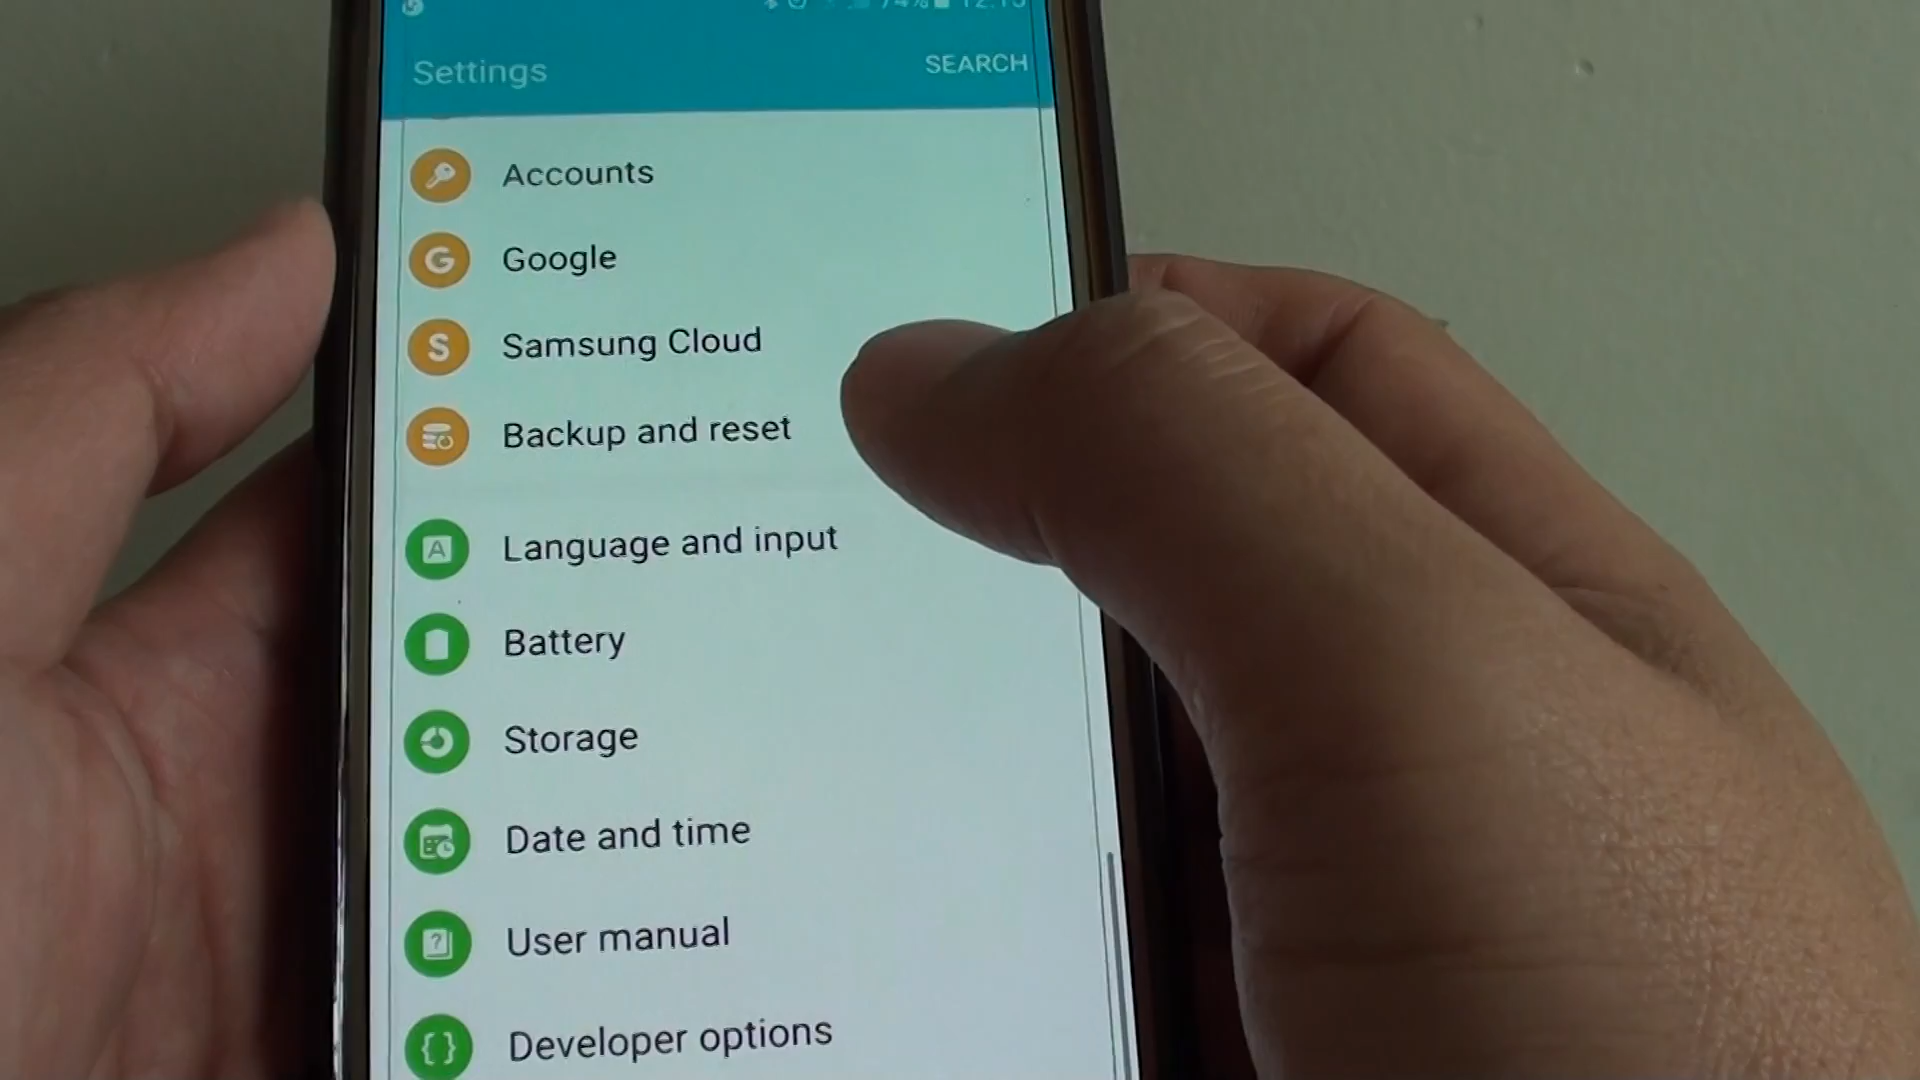 Settings
SEARCH
Accounts
Google
Samsung Cloud
Backup and reset
Language and input
Battery
Storage
Date and time
User manual
Developer options